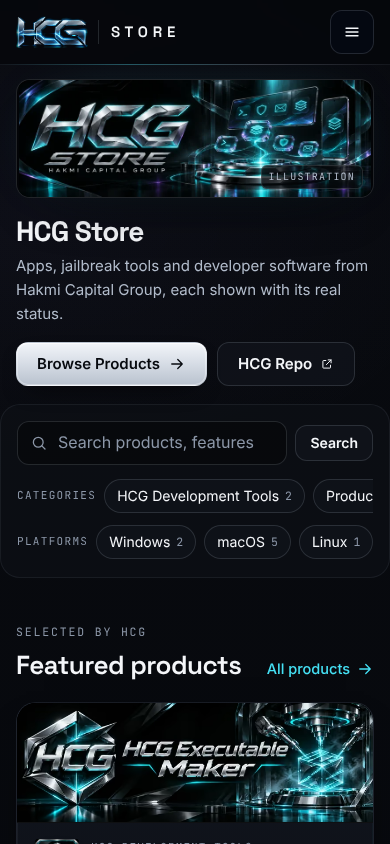 HCG STORE
HCG
STORE
HAKMI CAPITAL GROUP
ILLUSTRATION
HCG Store
Apps, jailbreak tools and developer software from
Hakmi Capital Group, each shown with its real
status.
Browse Products → HCG Repo
Search products, features Search
CATEGORIES HCG Development Tools 2 Produc
PLATFORMS Windows 2 macOS 5 Linux 1
SELECTED BY HCG
Featured products All products →
HCG HCG Executable
Maker